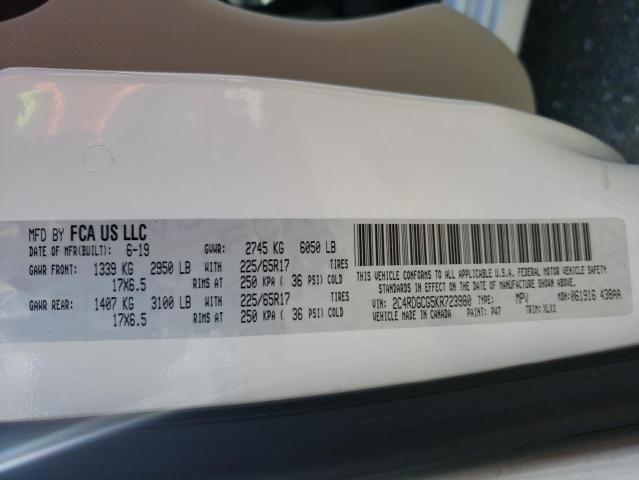 MFD BY FCA US LLC
DATE OF MFR(BUILT): 6-19 GVWR: 2745 KG 6050 LB
GAWR FRONT: 1339 KG 2950 LB WITH 225/65R17 TIRES
17X6.5 RIMS AT 250 KPA ( 36 PSI) COLD
GAWR REAR: 1407 KG 3100 LB WITH 225/65R17 TIRES
17X6.5 RIMS AT 250 KPA ( 36 PSI) COLD
THIS VEHICLE CONFORMS TO ALL APPLICABLE U.S.A. FEDERAL MOTOR VEHICLE SAFETY
STANDARDS IN EFFECT ON THE DATE OF MANUFACTURE SHOWN ABOVE.
VIN: 2C4RDGCG5KR723980 TYPE: MPV MDH: 061916 438AA
VEHICLE MADE IN CANADA PAINT: PW7 TRIM: XLX1